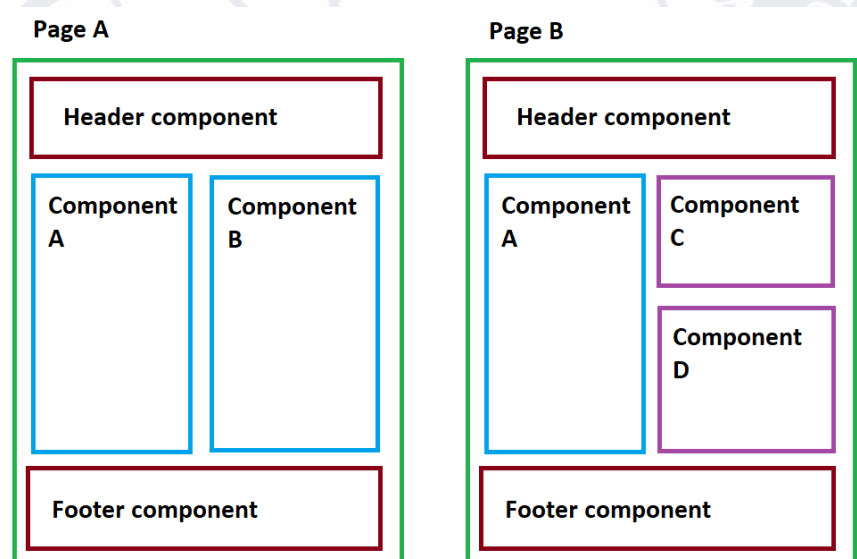 Page A
Header component
Component
A
Component
B
Footer component
Page B
Header component
Component
A
Component
C
Component
D
Footer component